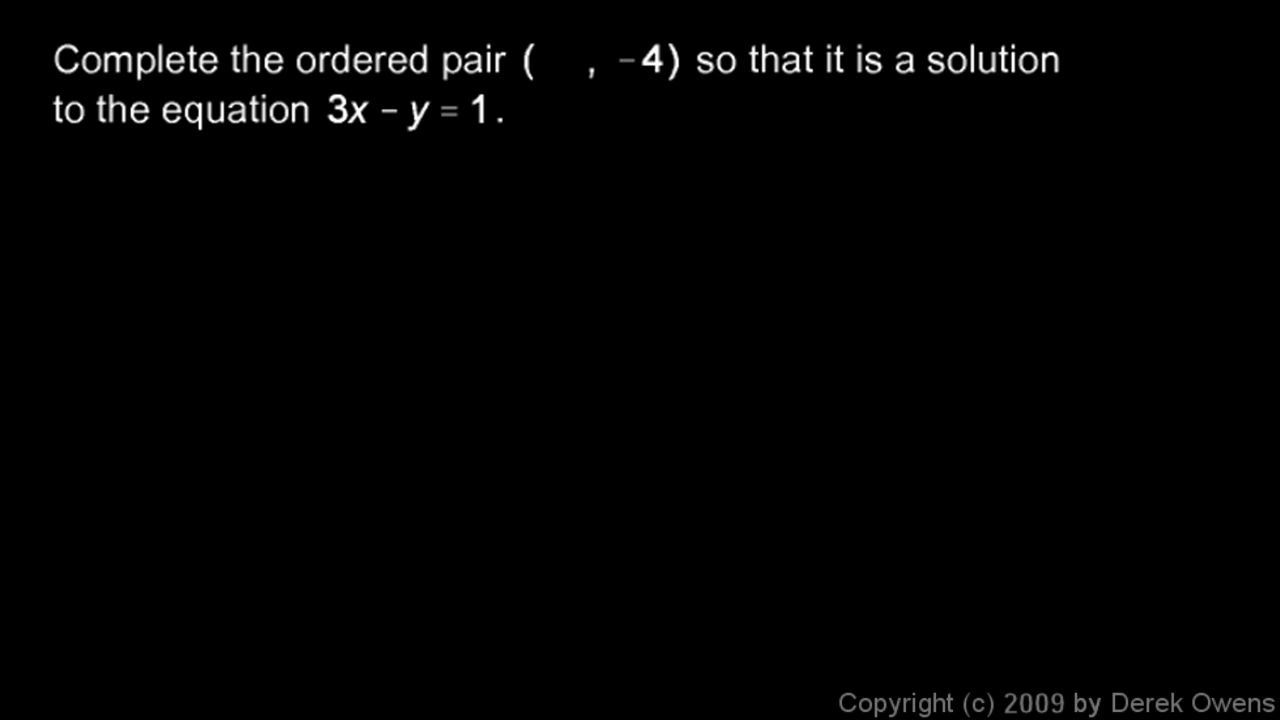 Complete the ordered pair (   , −4) so that it is a solution
to the equation 3x − y = 1.
Copyright (c) 2009 by Derek Owens